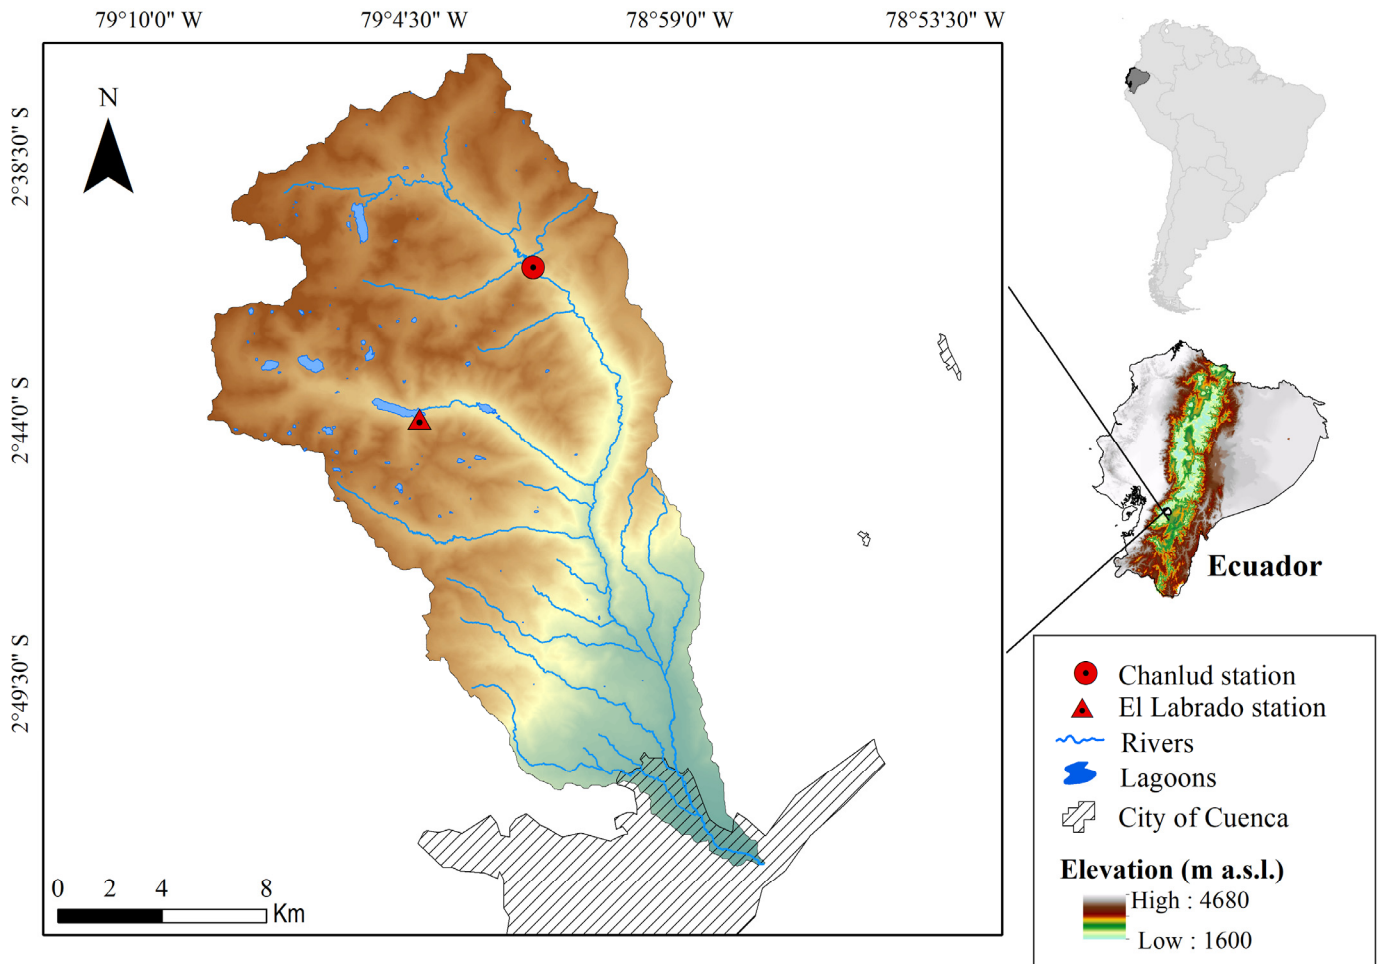 79°10'0" W
79°4'30" W
78°59'0" W
78°53'30" W
N
2°38'30" S
2°44'0" S
2°49'30" S
0 2 4 8
Km
Ecuador
Chanlud station
El Labrado station
Rivers
Lagoons
City of Cuenca
Elevation (m a.s.l.)
High : 4680
Low : 1600